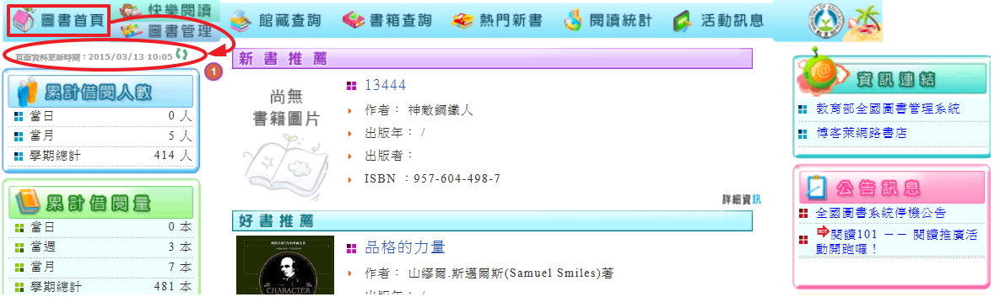 圖書首頁
快樂閱讀
圖書管理
館藏查詢
書箱查詢
熱門新書
閱讀統計
活動訊息
頁面資料更新時間：2015/03/13 10:05
1
累計借閱人數
當日 0 人
當月 5 人
學期總計 414 人
累計借閱量
當日 0 本
當週 3 本
當月 7 本
學期總計 481 本
新書推薦
尚無
書籍圖片
13444
作者： 神敵鋼鐵人
出版年： /
出版者：
ISBN ：957-604-498-7
詳細資訊
好書推薦
CHARACTER
品格的力量
作者： 山繆爾.斯邁爾斯(Samuel Smiles)著
出版年： /
資訊連結
教育部全國圖書管理系統
博客萊網路書店
公告訊息
全國圖書系統停機公告
HOT閱讀101 －－ 閱讀推廣活
動開跑囉！